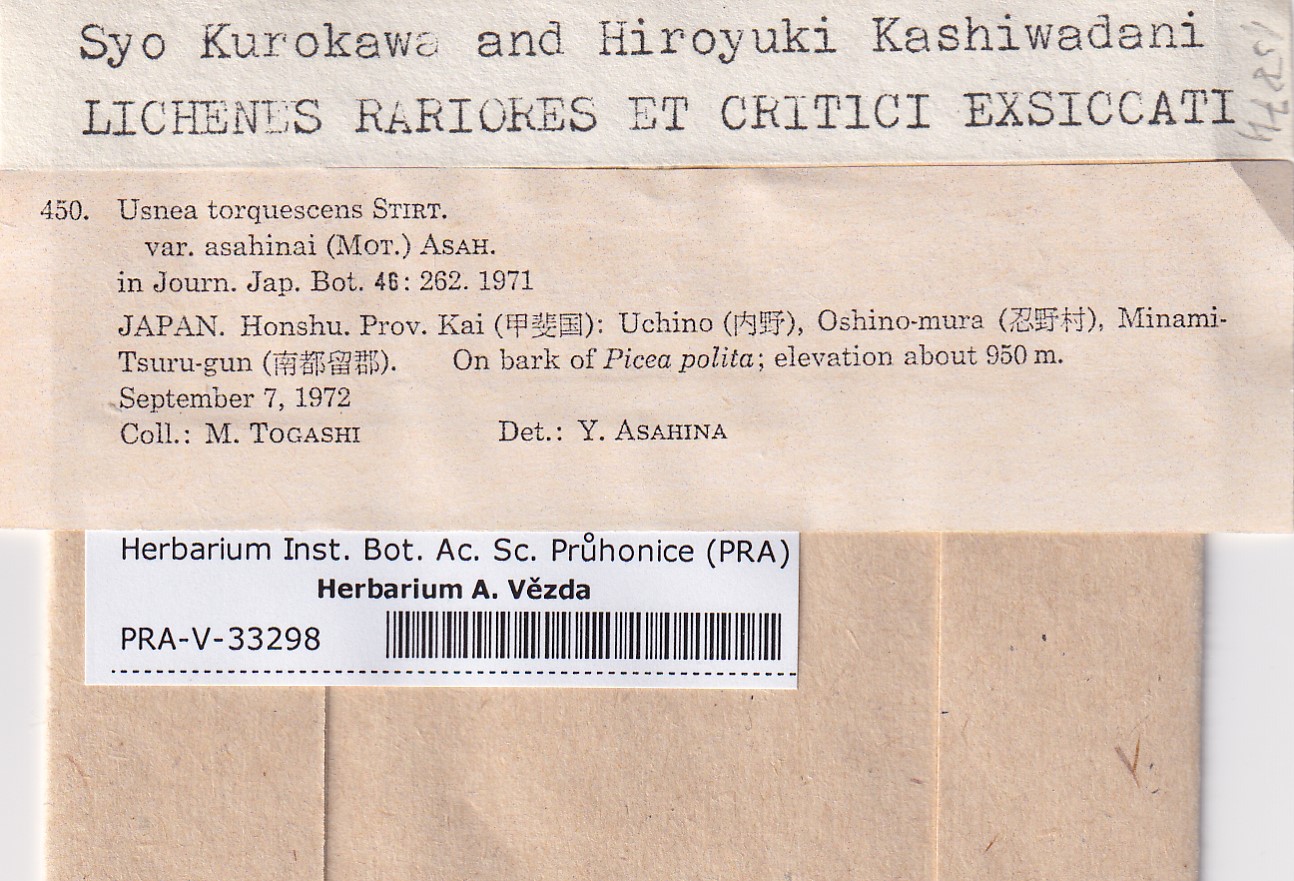 Syo Kurokawa and Hiroyuki Kashiwadani
LICHENES RARIORES ET CRITICI EXSICCATI
450. Usnea torquescens STIRT.
var. asahinai (MOT.) ASAH.
in Journ. Jap. Bot. 46: 262. 1971
JAPAN. Honshu. Prov. Kai (甲斐国): Uchino (内野), Oshino-mura (忍野村), Minami-
Tsuru-gun (南都留郡). On bark of Picea polita; elevation about 950 m.
September 7, 1972
Coll.: M. TOGASHI Det.: Y. ASAHINA
Herbarium Inst. Bot. Ac. Sc. Průhonice (PRA)
Herbarium A. Vězda
PRA-V-33298